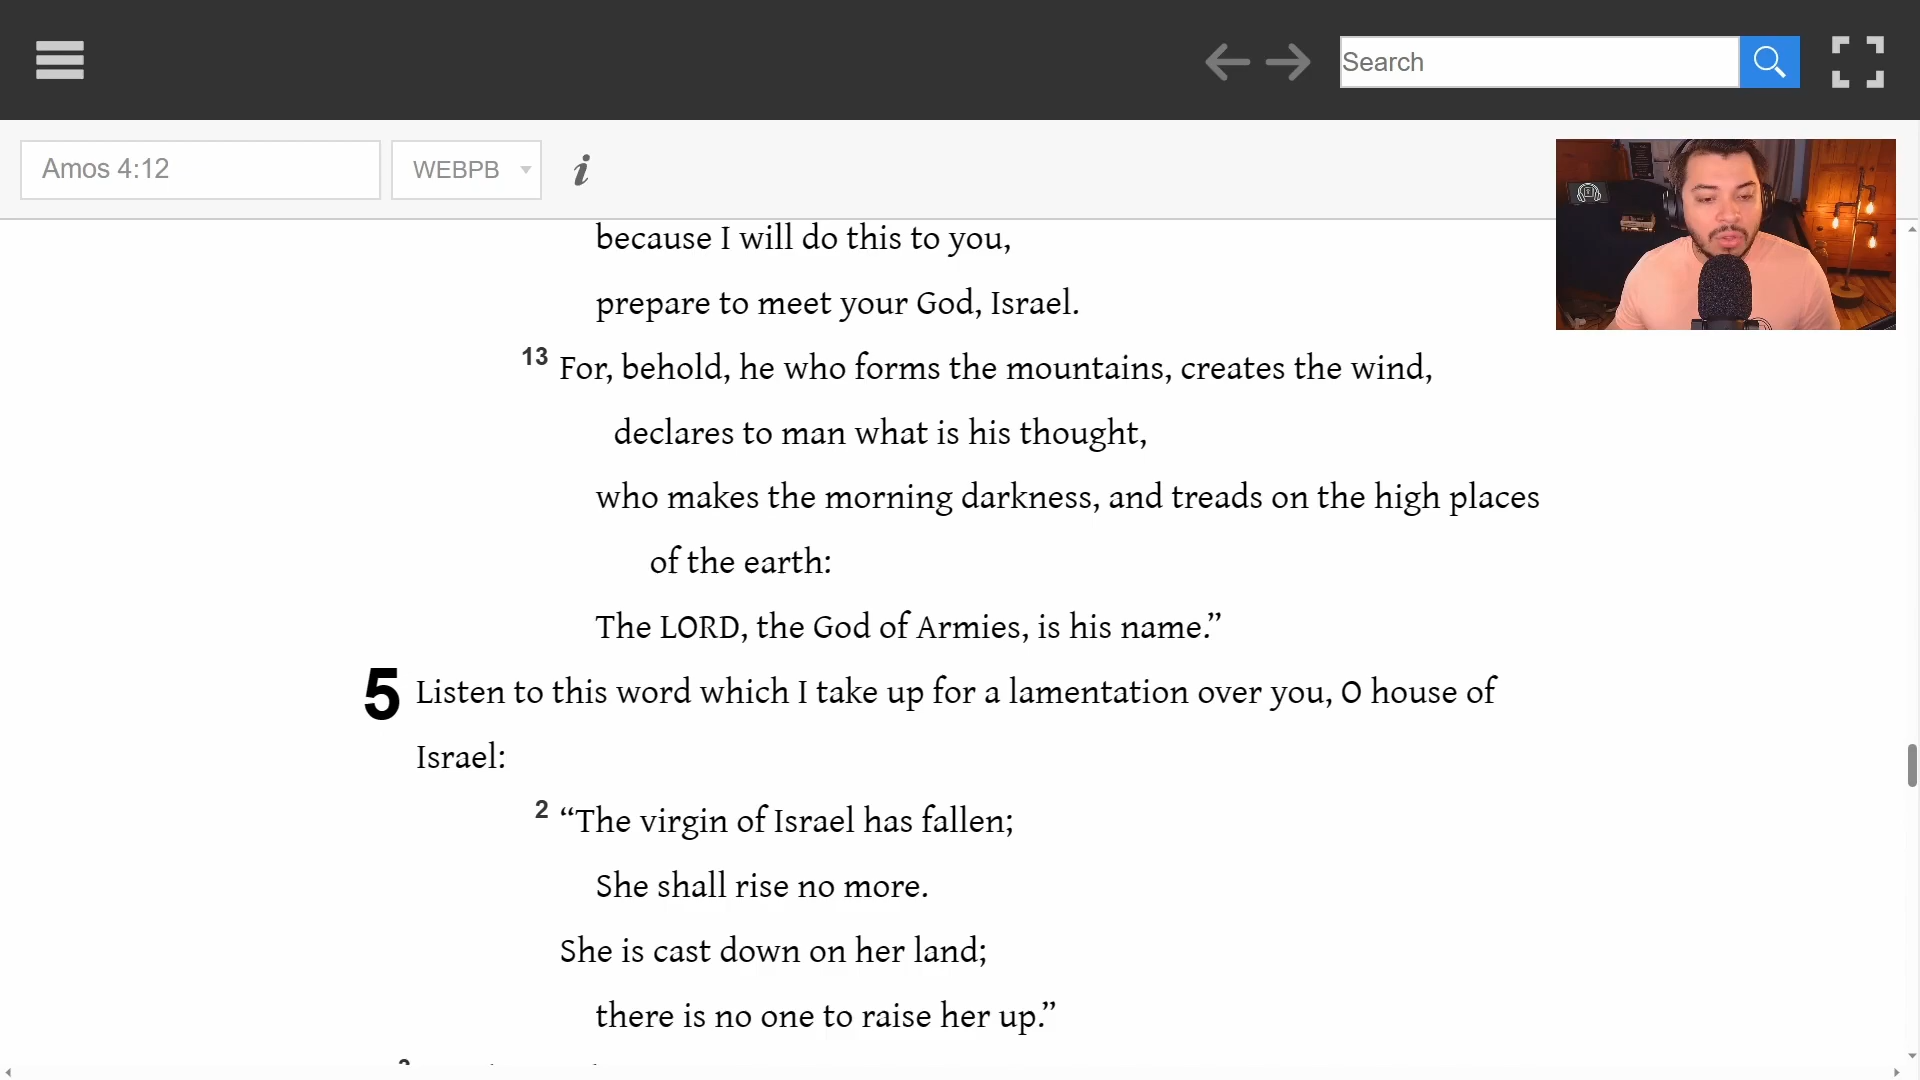 Search
Amos 4:12
WEBPB
i
because I will do this to you,
prepare to meet your God, Israel.
13 For, behold, he who forms the mountains, creates the wind,
declares to man what is his thought,
who makes the morning darkness, and treads on the high places
of the earth:
The LORD, the God of Armies, is his name.”
5 Listen to this word which I take up for a lamentation over you, O house of
Israel:
2 “The virgin of Israel has fallen;
She shall rise no more.
She is cast down on her land;
there is no one to raise her up.”